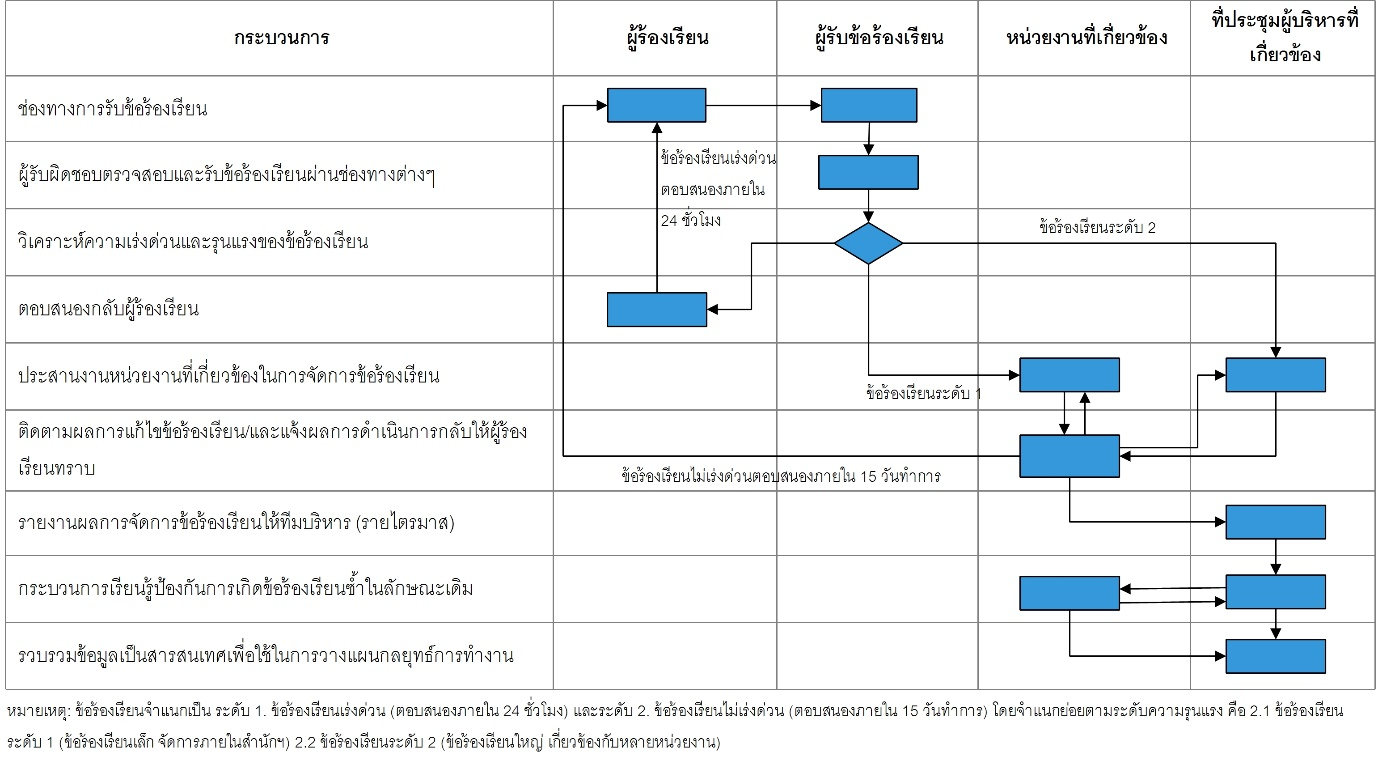 กระบวนการ
ผู้ร้องเรียน
ผู้รับข้อร้องเรียน
หน่วยงานที่เกี่ยวข้อง
ที่ประชุมผู้บริหารที่
เกี่ยวข้อง
ช่องทางการรับข้อร้องเรียน
ผู้รับผิดชอบตรวจสอบและรับข้อร้องเรียนผ่านช่องทางต่างๆ
ข้อร้องเรียนเร่งด่วน
ตอบสนองภายใน
24 ชั่วโมง
วิเคราะห์ความเร่งด่วนและรุนแรงของข้อร้องเรียน
ข้อร้องเรียนระดับ 2
ตอบสนองกลับผู้ร้องเรียน
ประสานงานหน่วยงานที่เกี่ยวข้องในการจัดการข้อร้องเรียน
ข้อร้องเรียนระดับ 1
ติดตามผลการแก้ไขข้อร้องเรียน/และแจ้งผลการดำเนินการกลับให้ผู้ร้อง
เรียนทราบ
ข้อร้องเรียนไม่เร่งด่วนตอบสนองภายใน 15 วันทำการ
รายงานผลการจัดการข้อร้องเรียนให้ทีมบริหาร (รายไตรมาส)
กระบวนการเรียนรู้ป้องกันการเกิดข้อร้องเรียนซ้ำในลักษณะเดิม
รวบรวมข้อมูลเป็นสารสนเทศเพื่อใช้ในการวางแผนกลยุทธ์การทำงาน
หมายเหตุ: ข้อร้องเรียนจำแนกเป็น ระดับ 1. ข้อร้องเรียนเร่งด่วน (ตอบสนองภายใน 24 ชั่วโมง) และระดับ 2. ข้อร้องเรียนไม่เร่งด่วน (ตอบสนองภายใน 15 วันทำการ) โดยจำแนกย่อยตามระดับความรุนแรง คือ 2.1 ข้อร้องเรียน
ระดับ 1 (ข้อร้องเรียนเล็ก จัดการภายในสำนักฯ) 2.2 ข้อร้องเรียนระดับ 2 (ข้อร้องเรียนใหญ่ เกี่ยวข้องกับหลายหน่วยงาน)